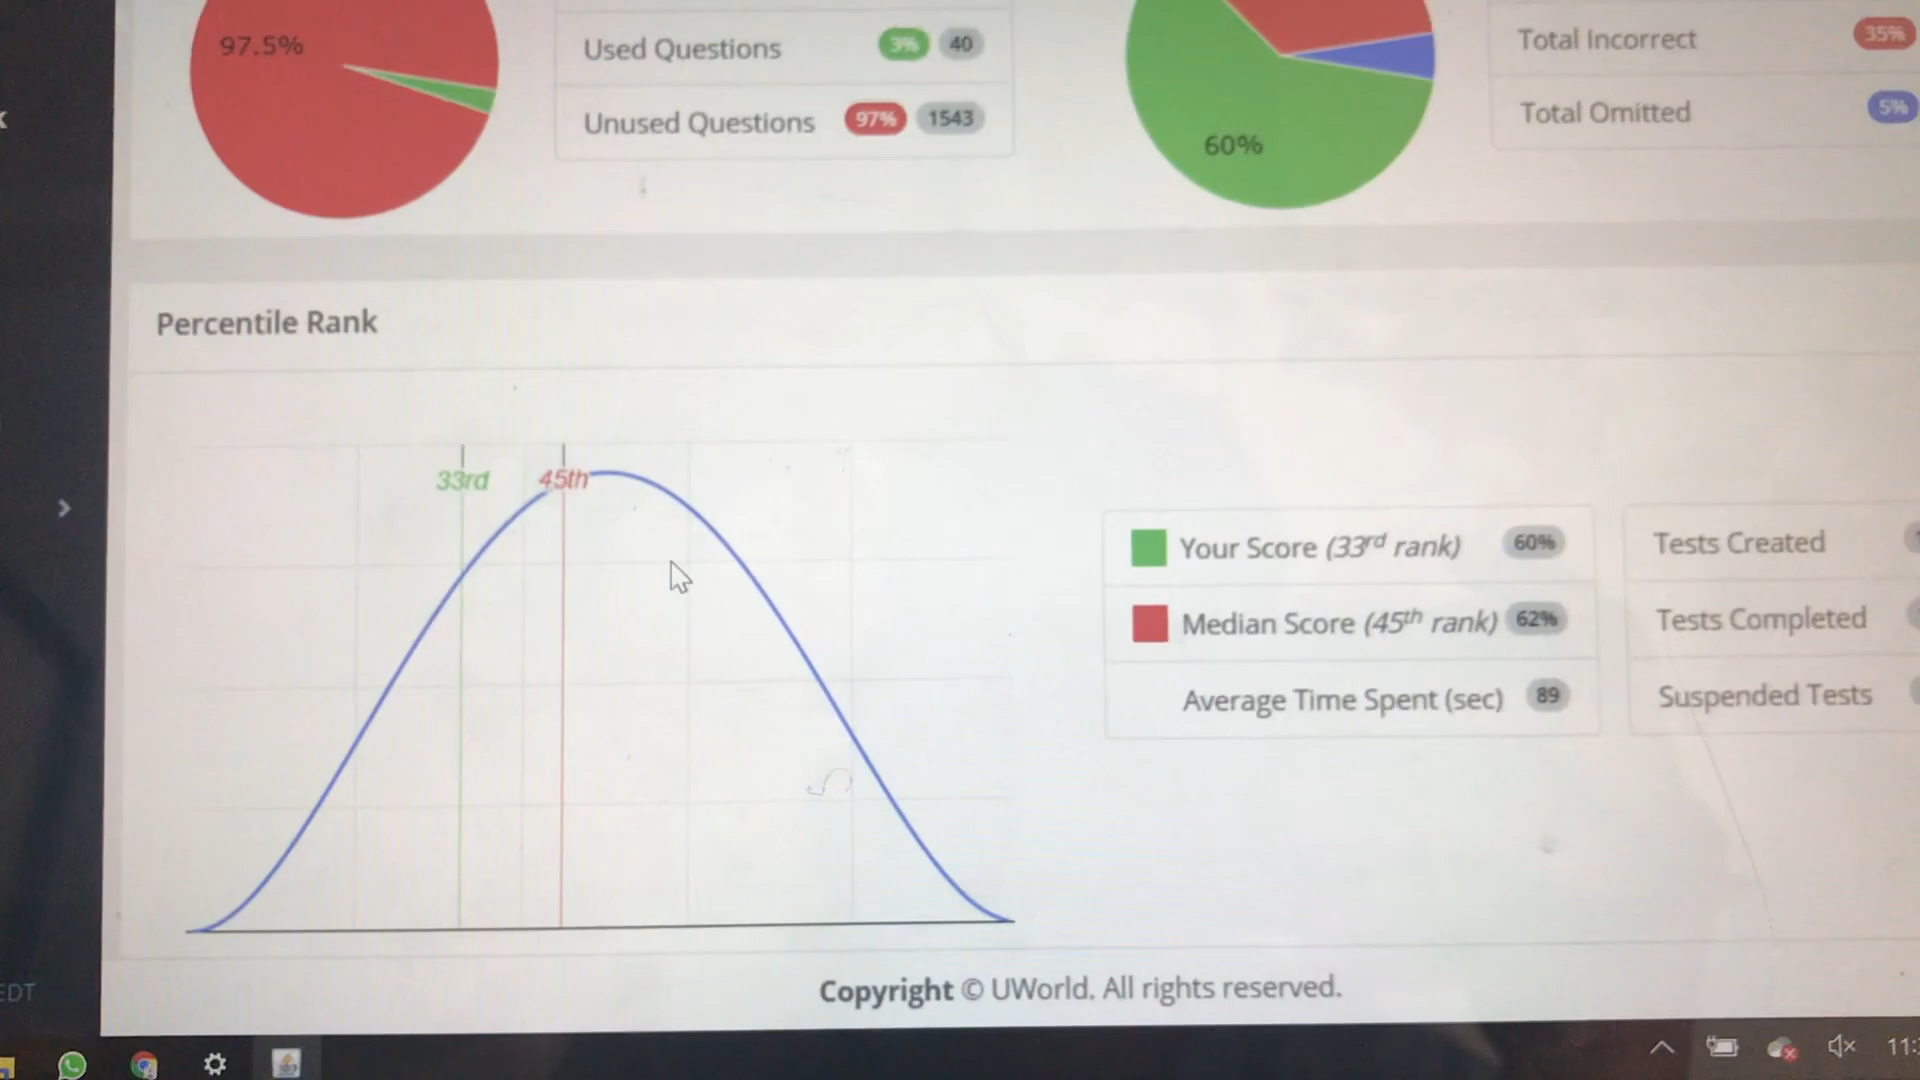 97.5%
Used Questions 3% 40
Unused Questions 97% 1543
60%
Total Incorrect 35%
Total Omitted 5%
Percentile Rank
33rd 45th
Your Score (33rd rank) 60%
Median Score (45th rank) 62%
Average Time Spent (sec) 89
Tests Created
Tests Completed
Suspended Tests
Copyright © UWorld. All rights reserved.
EDT
11: